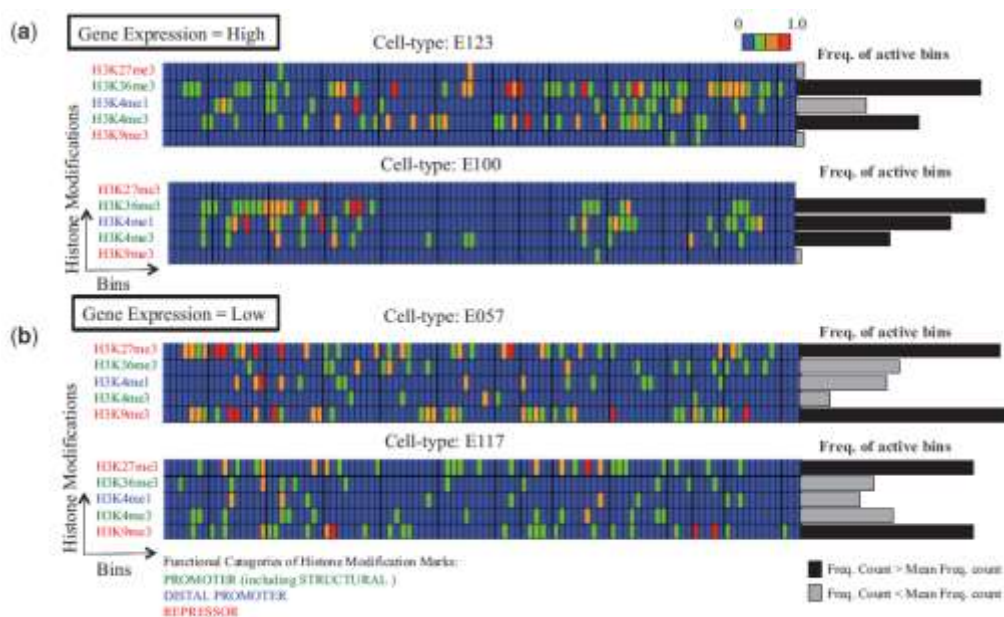 (a)
Gene Expression = High
Cell-type: E123
0 1.0
Freq. of active bins
H3K27me3
H3K36me3
H3K4me1
H3K4me3
H3K9me3
Cell-type: E100
Freq. of active bins
H3K27me3
H3K36me3
H3K4me1
H3K4me3
H3K9me3
Histone Modifications
Bins
(b)
Gene Expression = Low
Cell-type: E057
Freq. of active bins
H3K27me3
H3K36me3
H3K4me1
H3K4me3
H3K9me3
Cell-type: E117
Freq. of active bins
H3K27me3
H3K36me3
H3K4me1
H3K4me3
H3K9me3
Histone Modifications
Bins
Functional Categories of Histone Modification Marks:
PROMOTER (including STRUCTURAL )
DISTAL PROMOTER
REPRESSOR
Freq. Count > Mean Freq. count
Freq. Count < Mean Freq. count